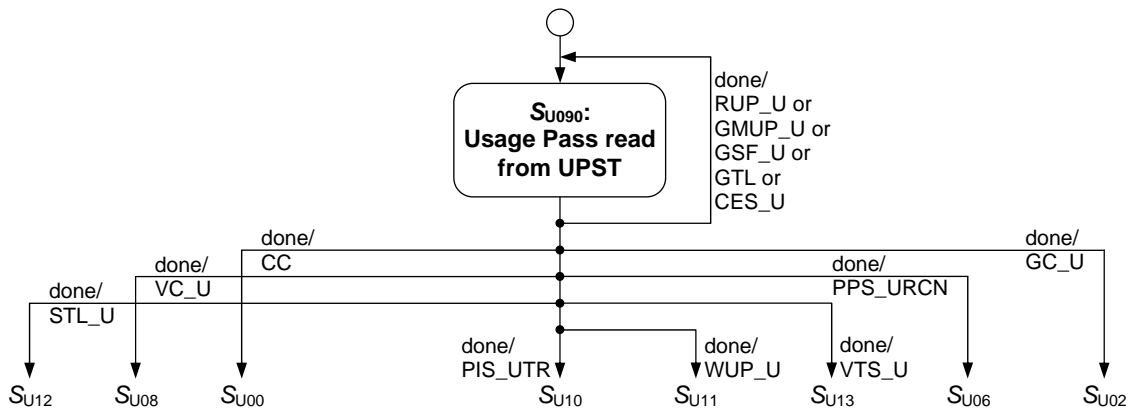 done/
RUP_U or
GMUP_U or
GSF_U or
GTL or
CES_U
SU090:
Usage Pass read
from UPST
done/
CC
done/
GC_U
done/
VC_U
done/
PPS_URCN
done/
STL_U
done/
PIS_UTR
done/
WUP_U
done/
VTS_U
SU12 SU08 SU00 SU10 SU11 SU13 SU06 SU02